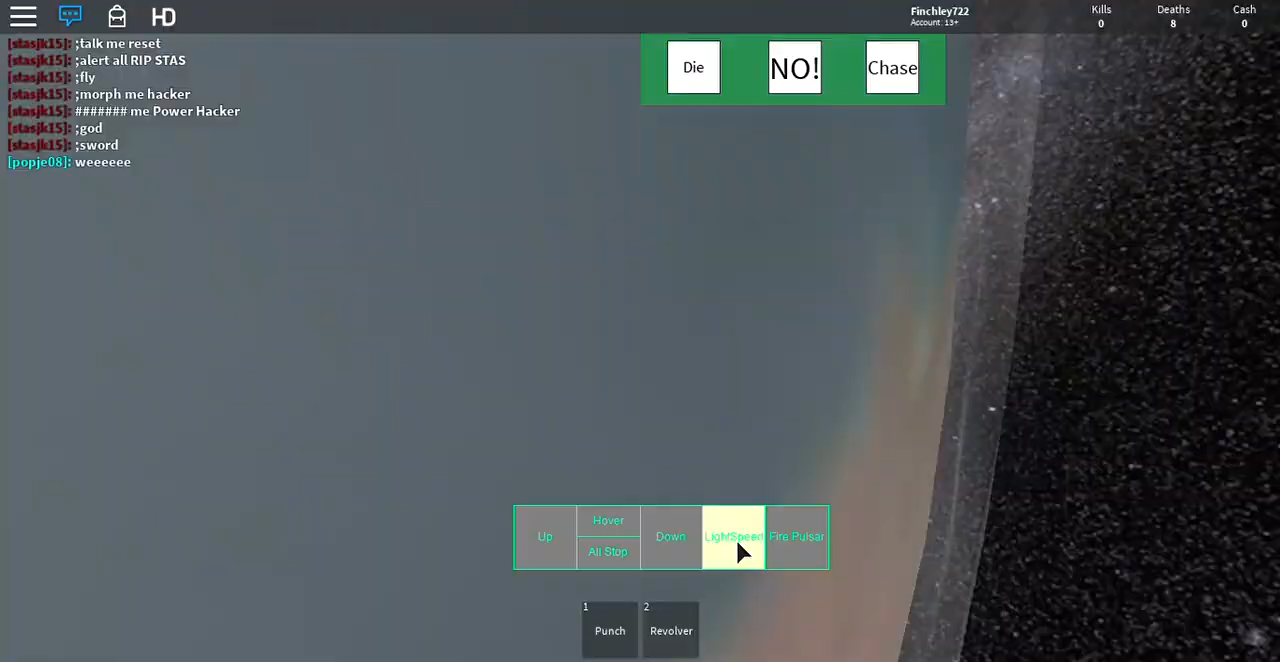 HD
Finchley722
Account: 13+
Kills
0
Deaths
8
Cash
0
[stasjk15]: ;talk me reset
[stasjk15]: ;alert all RIP STAS
[stasjk15]: ;fly
[stasjk15]: ;morph me hacker
[stasjk15]: ####### me Power Hacker
[stasjk15]: ;god
[stasjk15]: ;sword
[popje08]: weeeeee
Die
NO!
Chase
Up
Hover
All Stop
Down
LightSpeed
Fire Pulsar
1
Punch
2
Revolver